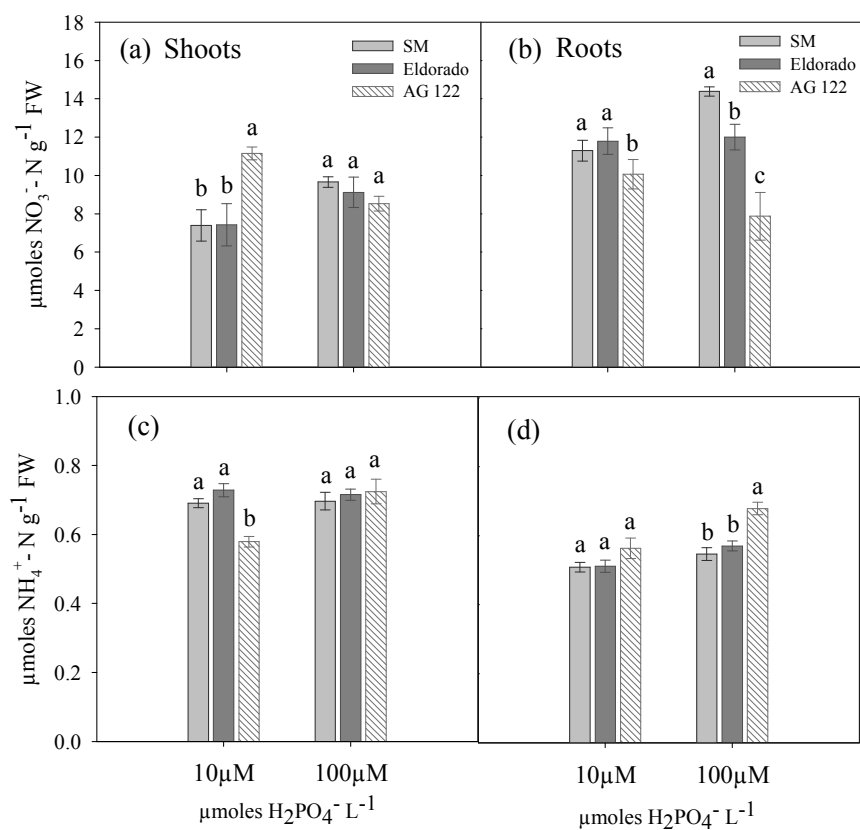 (a) Shoots
SM
Eldorado
AG 122
(b) Roots
SM
Eldorado
AG 122
µmoles NO₃⁻- N g⁻¹ FW
18
16
14
12
10
8
6
4
2
0
b b a
a a a
a a b
a b c
(c)
(d)
µmoles NH₄⁺- N g⁻¹ FW
1.0
0.8
0.6
0.4
0.2
0.0
a a b
a a a
a a a
b b a
10µM 100µM
10µM 100µM
µmoles H₂PO₄⁻ L⁻¹
µmoles H₂PO₄⁻ L⁻¹